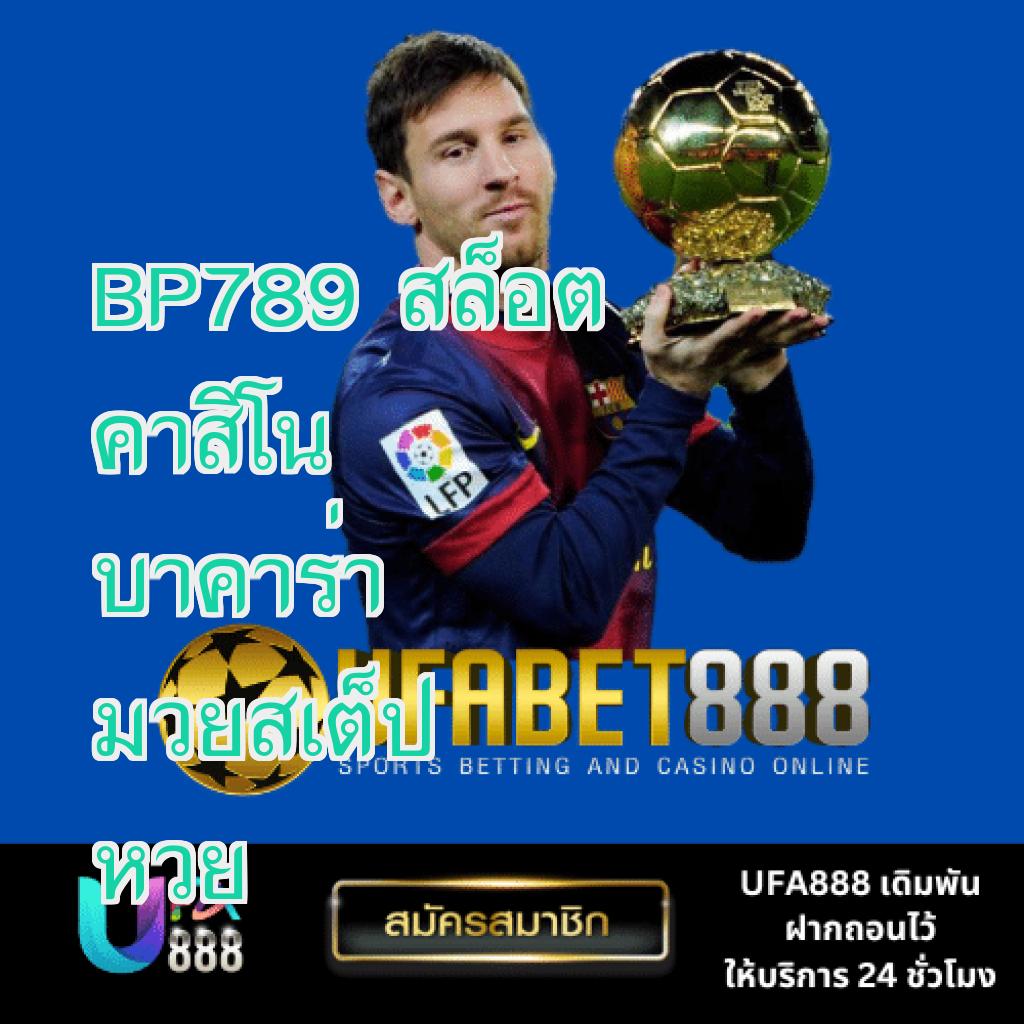 BP789 สล็อต
คาสิโน
บาคาร่า
LFP
UFABET888
มวยสเต็ป
SPORTS BETTING AND CASINO ONLINE
หวย
UFA
888
สมัครสมาชิก
UFA888 เดิมพัน
ฝากถอนไว้
ให้บริการ 24 ชั่วโมง